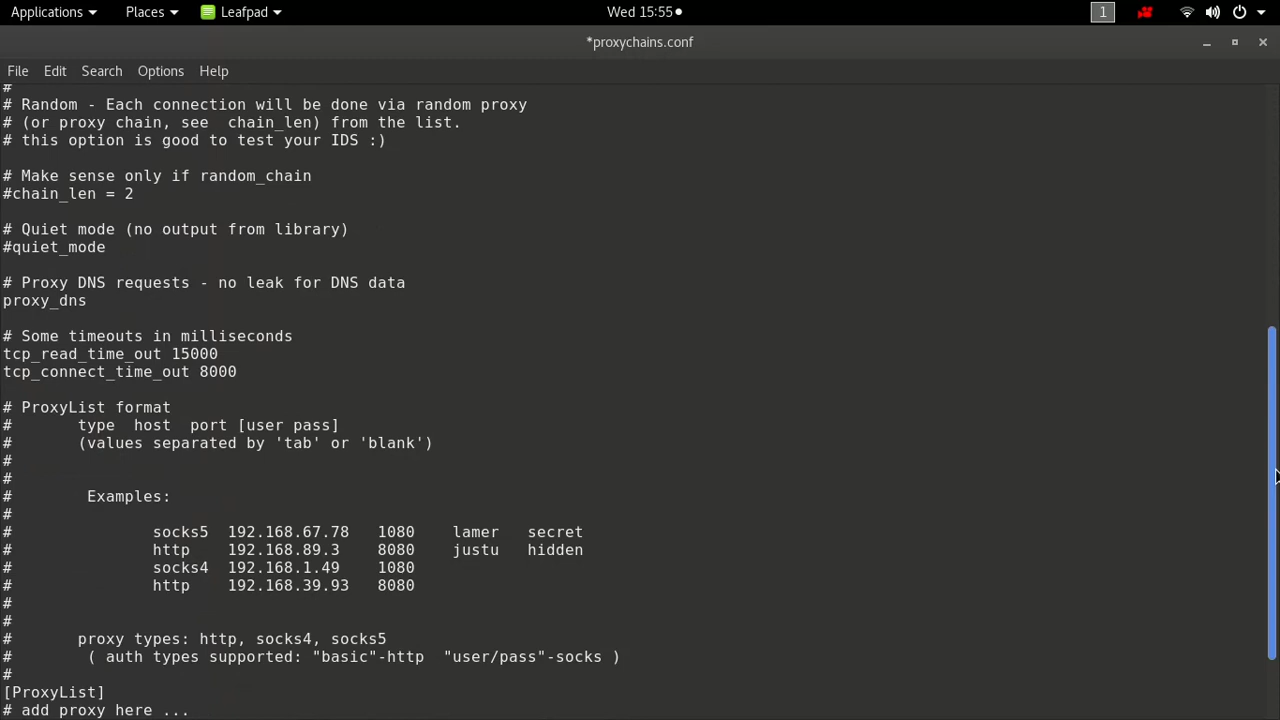 Applications Places Leafpad Wed 15:55 1
*proxychains.conf
File Edit Search Options Help
#
# Random - Each connection will be done via random proxy
# (or proxy chain, see  chain_len) from the list.
# this option is good to test your IDS :)
# Make sense only if random_chain
#chain_len = 2
# Quiet mode (no output from library)
#quiet_mode
# Proxy DNS requests - no leak for DNS data
proxy_dns
# Some timeouts in milliseconds
tcp_read_time_out 15000
tcp_connect_time_out 8000
# ProxyList format
#       type  host  port [user pass]
#       (values separated by 'tab' or 'blank')
#
#
#        Examples:
#
#               socks5  192.168.67.78   1080    lamer   secret
#               http    192.168.89.3    8080    justu   hidden
#               socks4  192.168.1.49    1080
#               http    192.168.39.93   8080
#
#
#       proxy types: http, socks4, socks5
#        ( auth types supported: "basic"-http  "user/pass"-socks )
#
[ProxyList]
# add proxy here ...